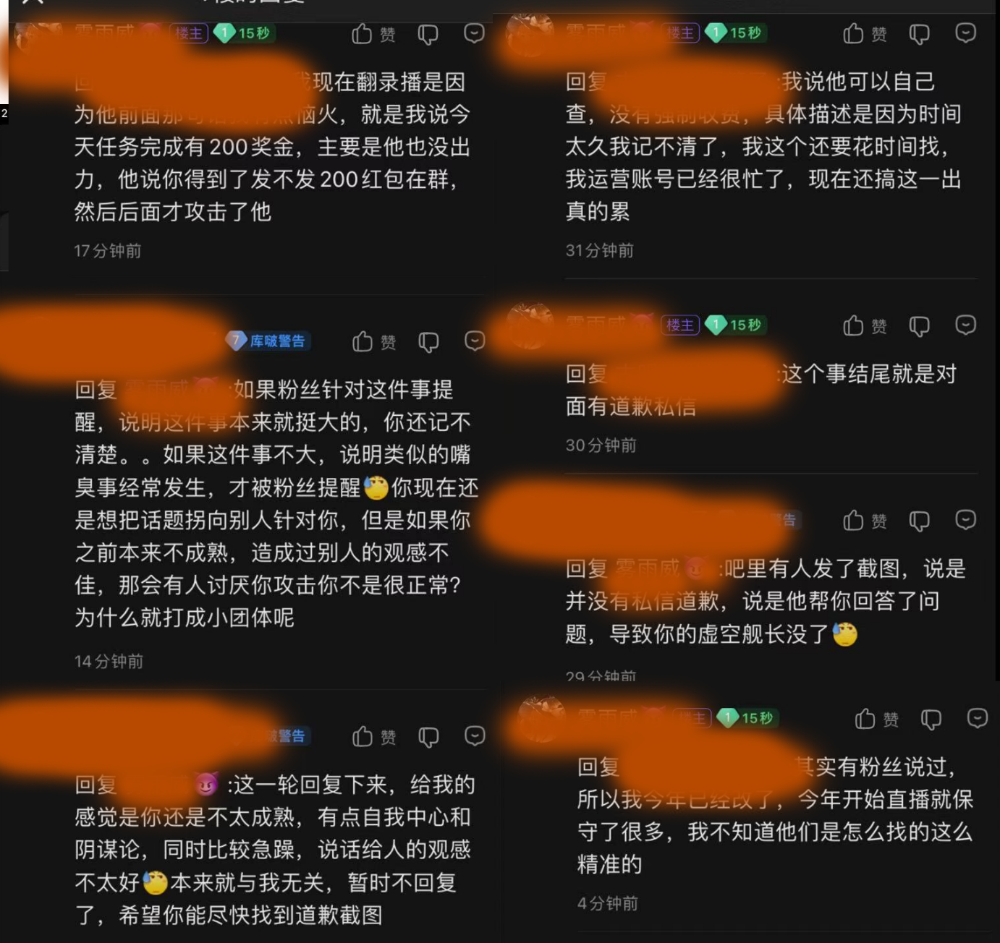 楼主 1 15秒 赞
现在翻录播是因
为他前面那句话我有点恼火，就是我说今
天任务完成有200奖金，主要是他也没出
力，他说你得到了发不发200红包在群，
然后后面才攻击了他
17分钟前
7 库啵警告 赞
回复 霎雨威 :如果粉丝针对这件事提
醒，说明这件事本来就挺大的，你还记不
清楚。。如果这件事不大，说明类似的嘴
臭事经常发生，才被粉丝提醒你现在还
是想把话题拐向别人针对你，但是如果你
之前本来不成熟，造成过别人的观感不
佳，那会有人讨厌你攻击你不是很正常？
为什么就打成小团体呢
14分钟前
啵警告 赞
回复 :这一轮回复下来，给我的
感觉是你还是不太成熟，有点自我中心和
阴谋论，同时比较急躁，说话给人的观感
不太好本来就与我无关，暂时不回复
了，希望你能尽快找到道歉截图
楼主 1 15秒 赞
回复 :我说他可以自己
查，没有强制收费，具体描述是因为时间
太久我记不清了，我这个还要花时间找，
我运营账号已经很忙了，现在还搞这一出
真的累
31分钟前
楼主 1 15秒 赞
回复 :这个事结尾就是对
面有道歉私信
30分钟前
警告 赞
回复 霎雨威 :吧里有人发了截图，说是
并没有私信道歉，说是他帮你回答了问
题，导致你的虚空舰长没了
29分钟前
楼主 1 15秒 赞
回复 其实有粉丝说过，
所以我今年已经改了，今年开始直播就保
守了很多，我不知道他们是怎么找的这么
精准的
4分钟前